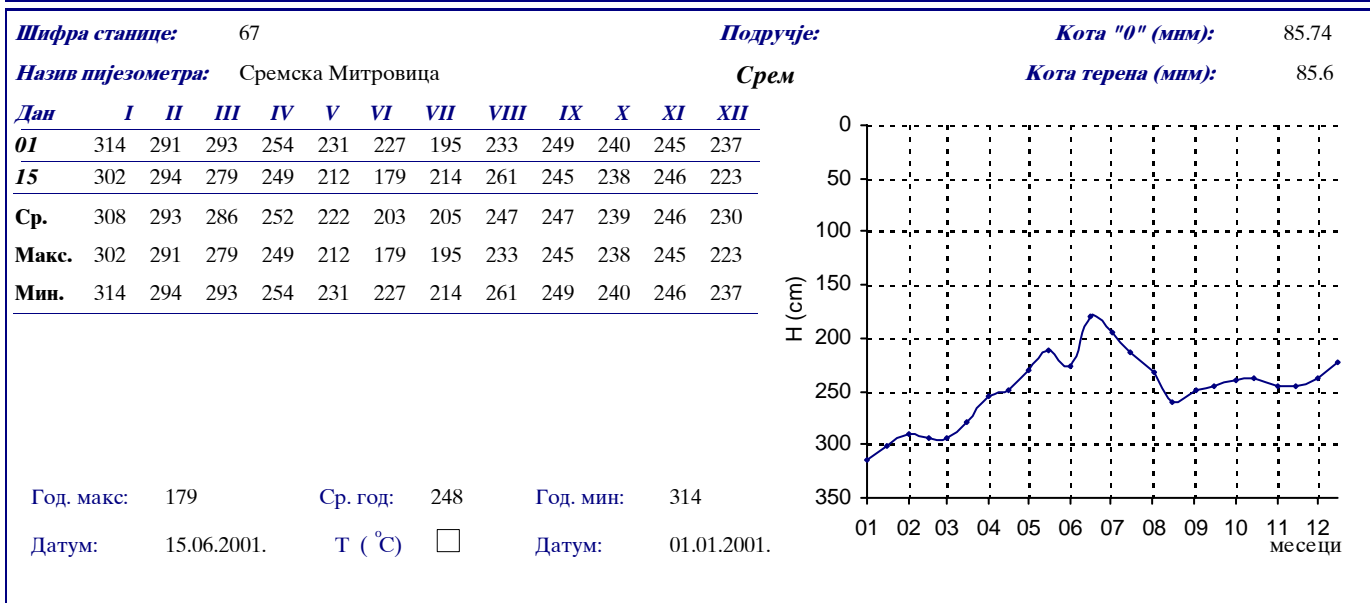 Шифра станице: 67 Подручје: Кота "0" (мнм): 85.74
Назив пијезометра: Сремска Митровица Срем Кота терена (мнм): 85.6
Дан I II III IV V VI VII VIII IX X XI XII
01 314 291 293 254 231 227 195 233 249 240 245 237
15 302 294 279 249 212 179 214 261 245 238 246 223
Ср. 308 293 286 252 222 203 205 247 247 239 246 230
Макс. 302 291 279 249 212 179 195 233 245 238 245 223
Мин. 314 294 293 254 231 227 214 261 249 240 246 237
0
50
100
150
200
250
300
350
H (cm)
01 02 03 04 05 06 07 08 09 10 11 12
месеци
Год. макс: 179 Ср. год: 248 Год. мин: 314
Датум: 15.06.2001. T ( °C) Датум: 01.01.2001.